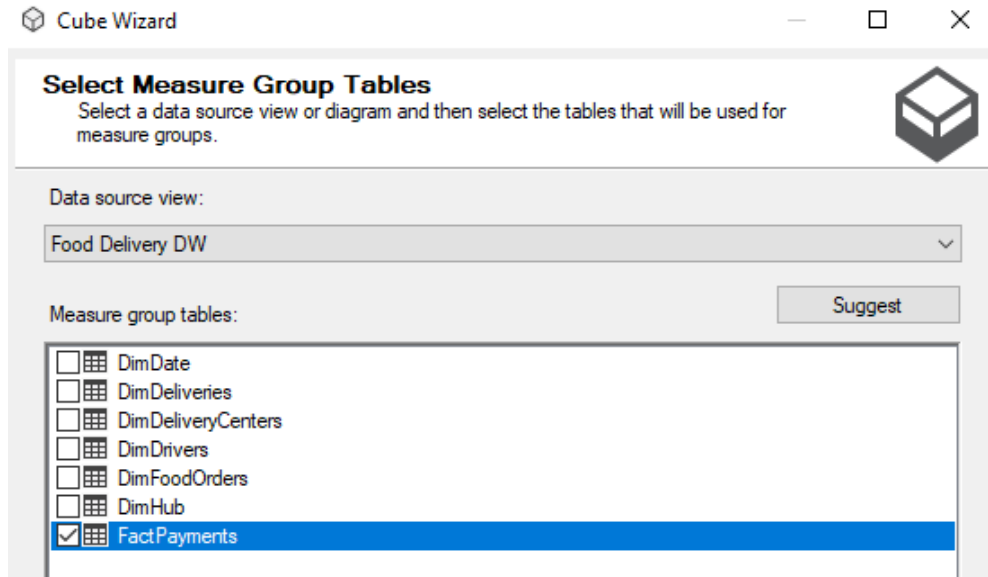 Cube Wizard
Select Measure Group Tables
Select a data source view or diagram and then select the tables that will be used for
measure groups.
Data source view:
Food Delivery DW
Suggest
Measure group tables:
DimDate
DimDeliveries
DimDeliveryCenters
DimDrivers
DimFoodOrders
DimHub
FactPayments